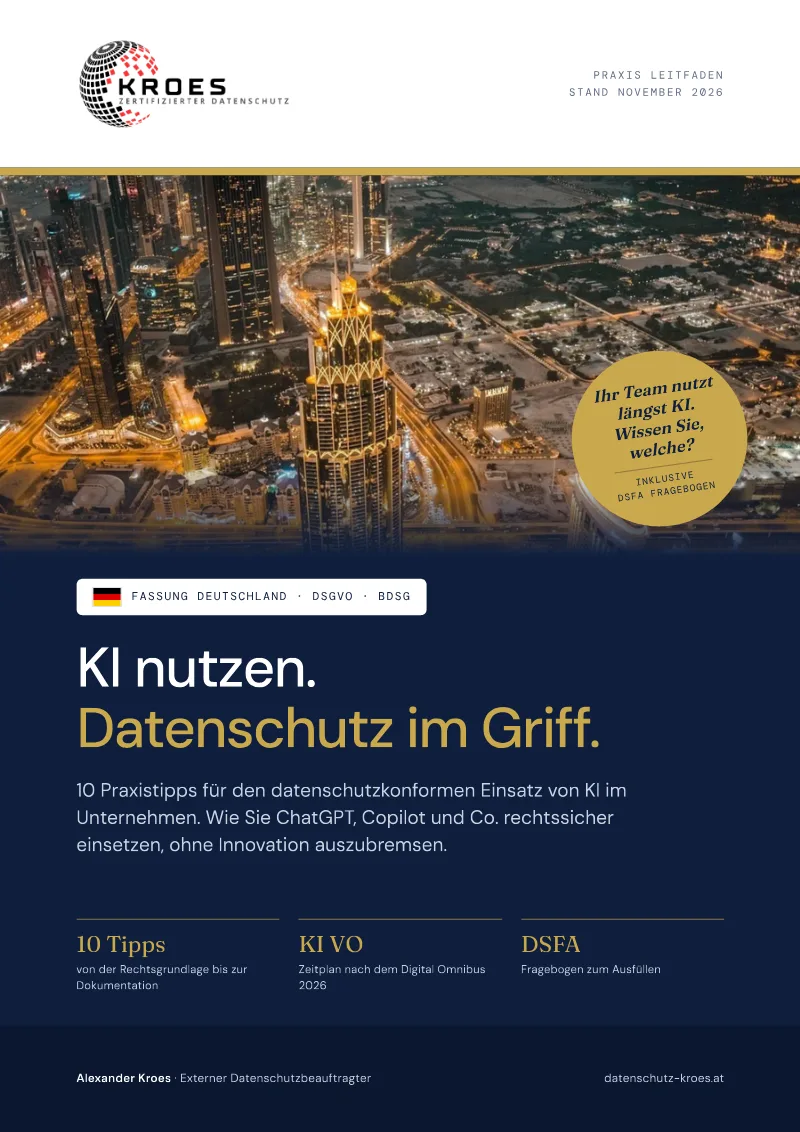 KROES
ZERTIFIZIERTER DATENSCHUTZ
PRAXIS LEITFADEN
STAND NOVEMBER 2026
Ihr Team nutzt
längst KI.
Wissen Sie,
welche?
INKLUSIVE
DSFA FRAGEBOGEN
FASSUNG DEUTSCHLAND · DSGVO · BDSG
KI nutzen.
Datenschutz im Griff.
10 Praxistipps für den datenschutzkonformen Einsatz von KI im
Unternehmen. Wie Sie ChatGPT, Copilot und Co. rechtssicher
einsetzen, ohne Innovation auszubremsen.
10 Tipps
von der Rechtsgrundlage bis zur
Dokumentation
KI VO
Zeitplan nach dem Digital Omnibus
2026
DSFA
Fragebogen zum Ausfüllen
Alexander Kroes · Externer Datenschutzbeauftragter
datenschutz-kroes.at